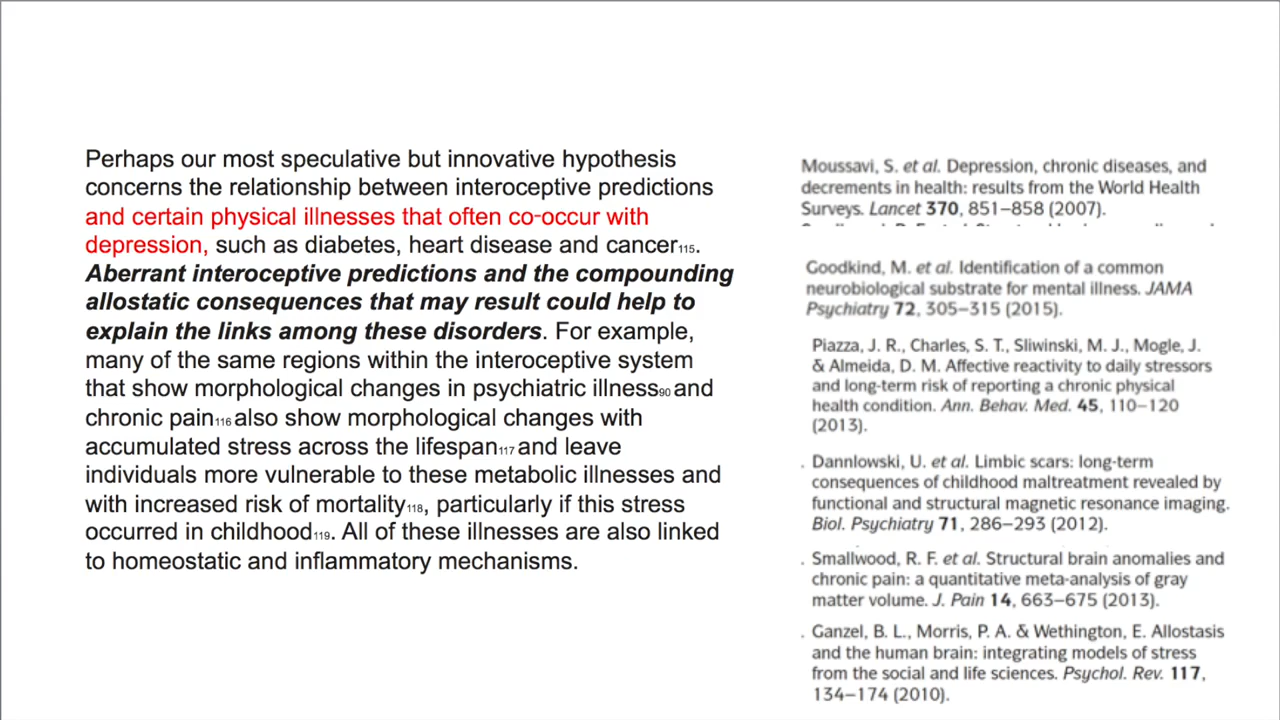 Perhaps our most speculative but innovative hypothesis
concerns the relationship between interoceptive predictions
and certain physical illnesses that often co-occur with
depression, such as diabetes, heart disease and cancer115.
Aberrant interoceptive predictions and the compounding
allostatic consequences that may result could help to
explain the links among these disorders. For example,
many of the same regions within the interoceptive system
that show morphological changes in psychiatric illness90 and
chronic pain116 also show morphological changes with
accumulated stress across the lifespan117 and leave
individuals more vulnerable to these metabolic illnesses and
with increased risk of mortality118, particularly if this stress
occurred in childhood119. All of these illnesses are also linked
to homeostatic and inflammatory mechanisms.
Moussavi, S. et al. Depression, chronic diseases, and
decrements in health: results from the World Health
Surveys. Lancet 370, 851–858 (2007).
Goodkind, M. et al. Identification of a common
neurobiological substrate for mental illness. JAMA
Psychiatry 72, 305–315 (2015).
Piazza, J. R., Charles, S. T., Sliwinski, M. J., Mogle, J.
& Almeida, D. M. Affective reactivity to daily stressors
and long-term risk of reporting a chronic physical
health condition. Ann. Behav. Med. 45, 110–120
(2013).
. Dannlowski, U. et al. Limbic scars: long-term
consequences of childhood maltreatment revealed by
functional and structural magnetic resonance imaging.
Biol. Psychiatry 71, 286–293 (2012).
. Smallwood, R. F. et al. Structural brain anomalies and
chronic pain: a quantitative meta-analysis of gray
matter volume. J. Pain 14, 663–675 (2013).
. Ganzel, B. L., Morris, P. A. & Wethington, E. Allostasis
and the human brain: integrating models of stress
from the social and life sciences. Psychol. Rev. 117,
134–174 (2010).